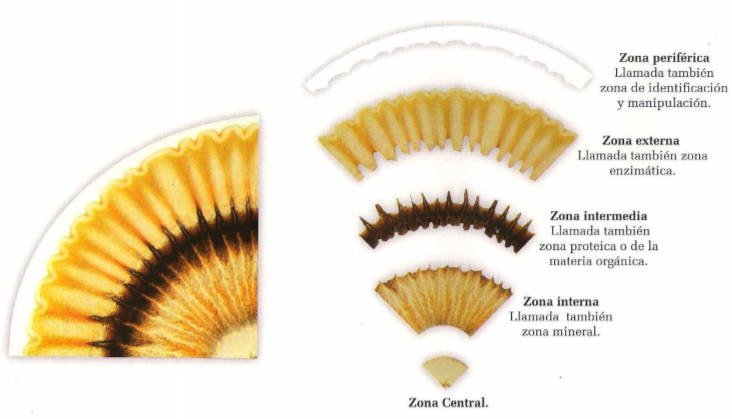 Zona periférica
Llamada también
zona de identificación
y manipulación.
Zona externa
Llamada también zona
enzimática.
Zona intermedia
Llamada también
zona proteica o de la
materia orgánica.
Zona interna
Llamada también
zona mineral.
Zona Central.